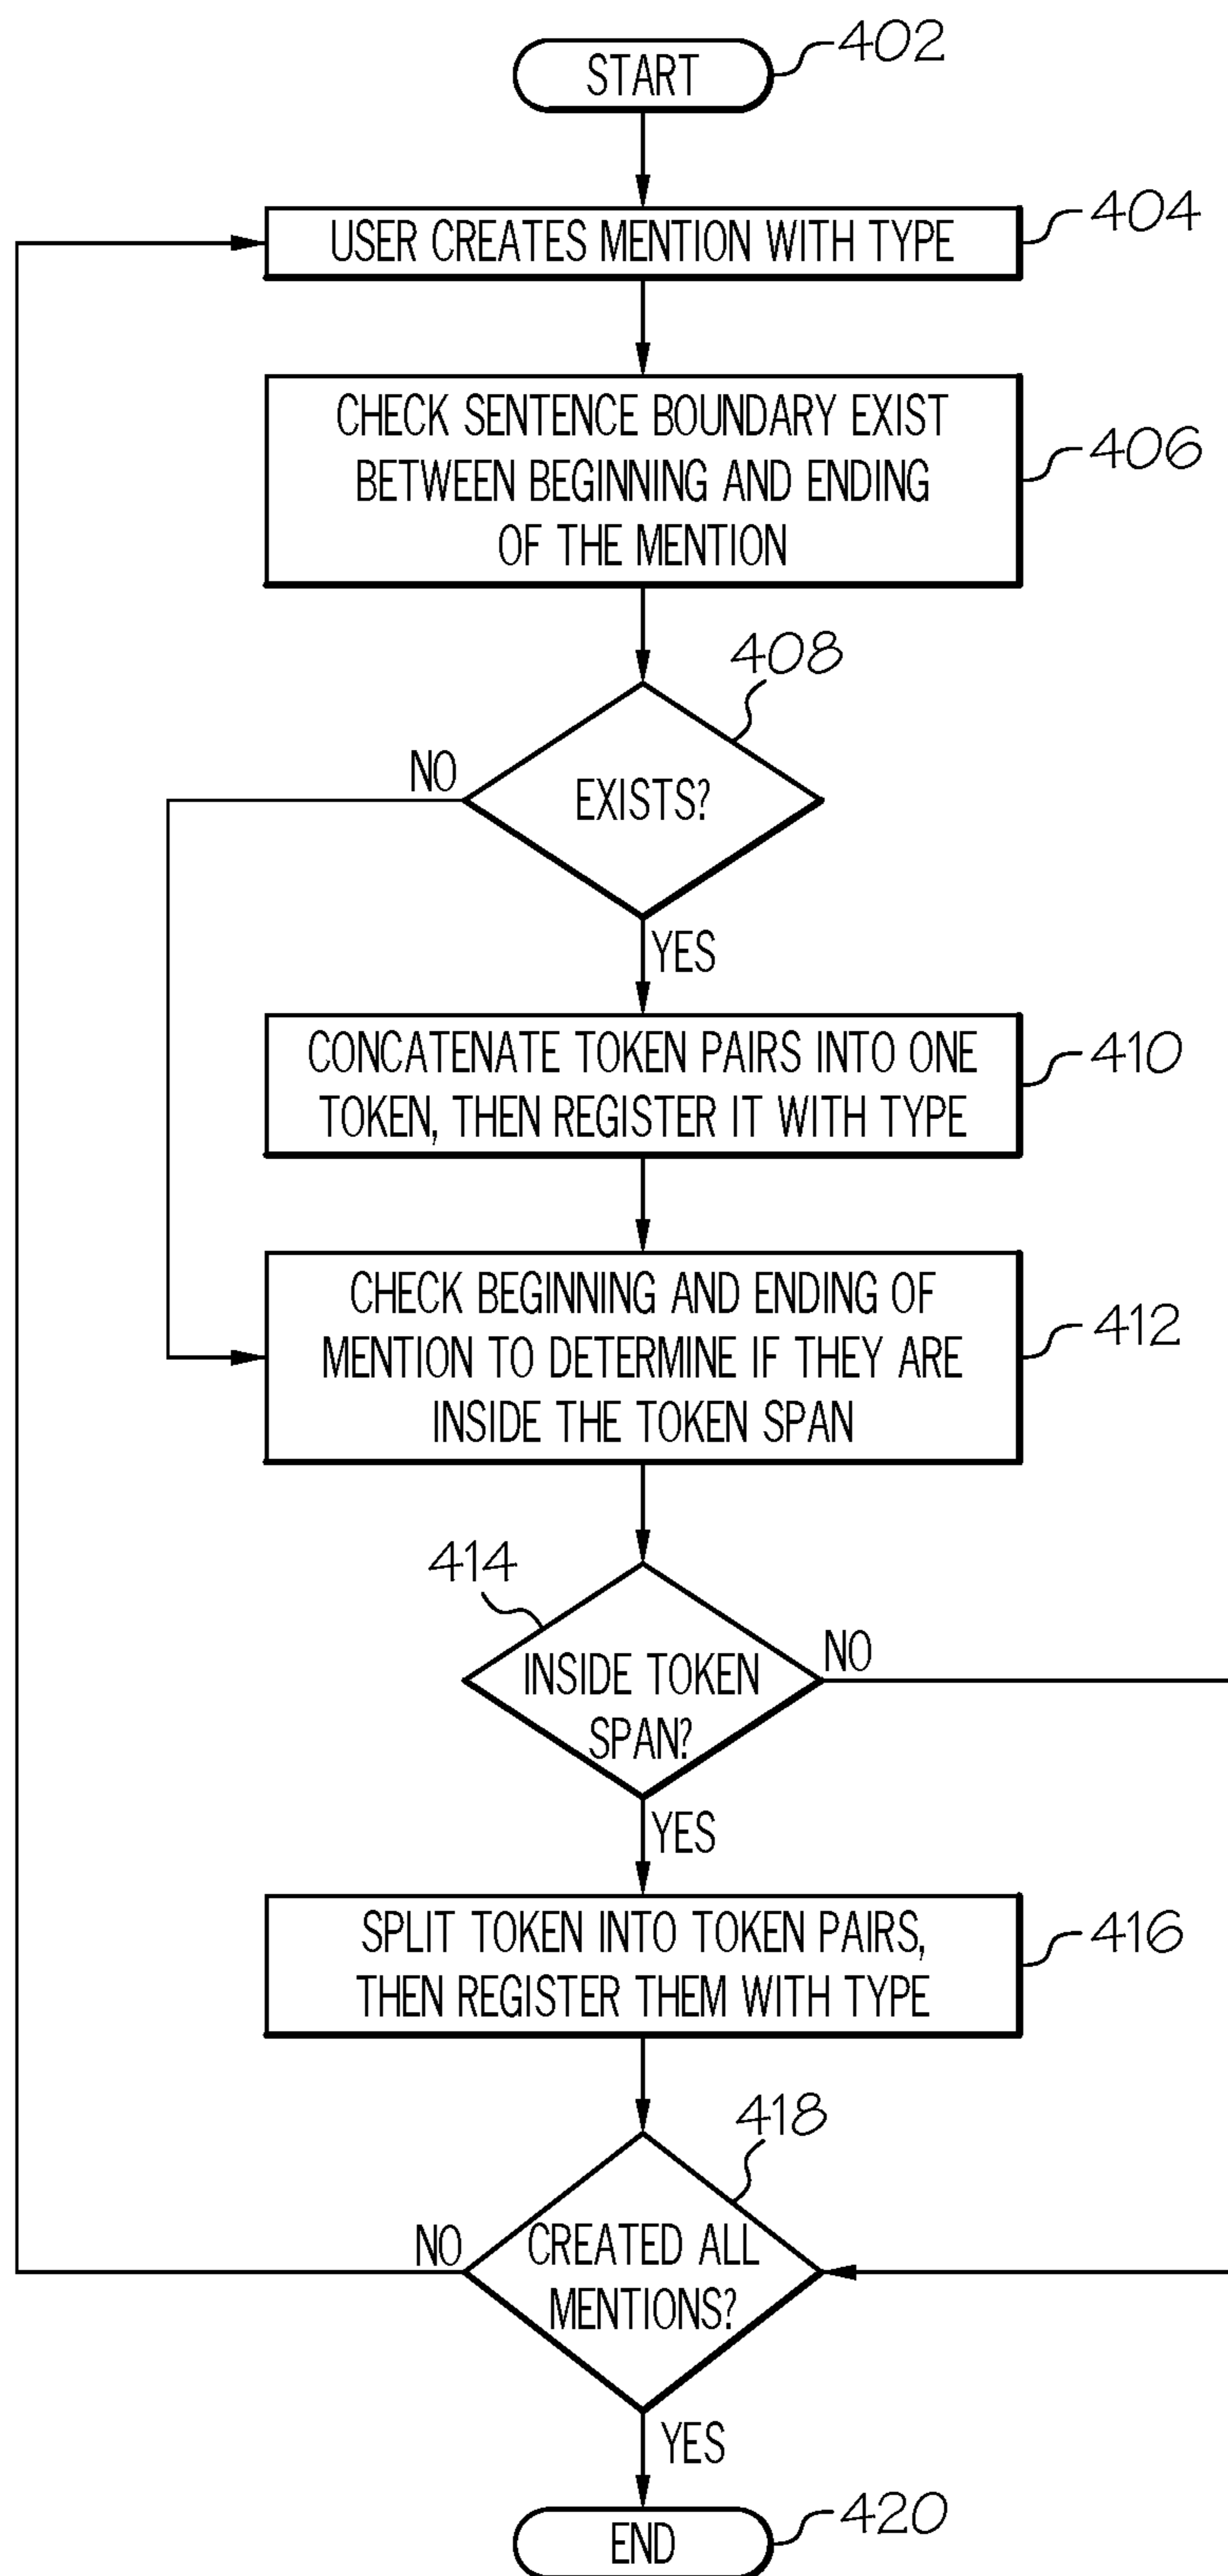 START
402
USER CREATES MENTION WITH TYPE
404
CHECK SENTENCE BOUNDARY EXIST
BETWEEN BEGINNING AND ENDING
OF THE MENTION
406
408
NO
EXISTS?
YES
CONCATENATE TOKEN PAIRS INTO ONE
TOKEN, THEN REGISTER IT WITH TYPE
410
CHECK BEGINNING AND ENDING OF
MENTION TO DETERMINE IF THEY ARE
INSIDE THE TOKEN SPAN
412
414
NO
INSIDE TOKEN
SPAN?
YES
SPLIT TOKEN INTO TOKEN PAIRS,
THEN REGISTER THEM WITH TYPE
416
418
NO
CREATED ALL
MENTIONS?
YES
END
420